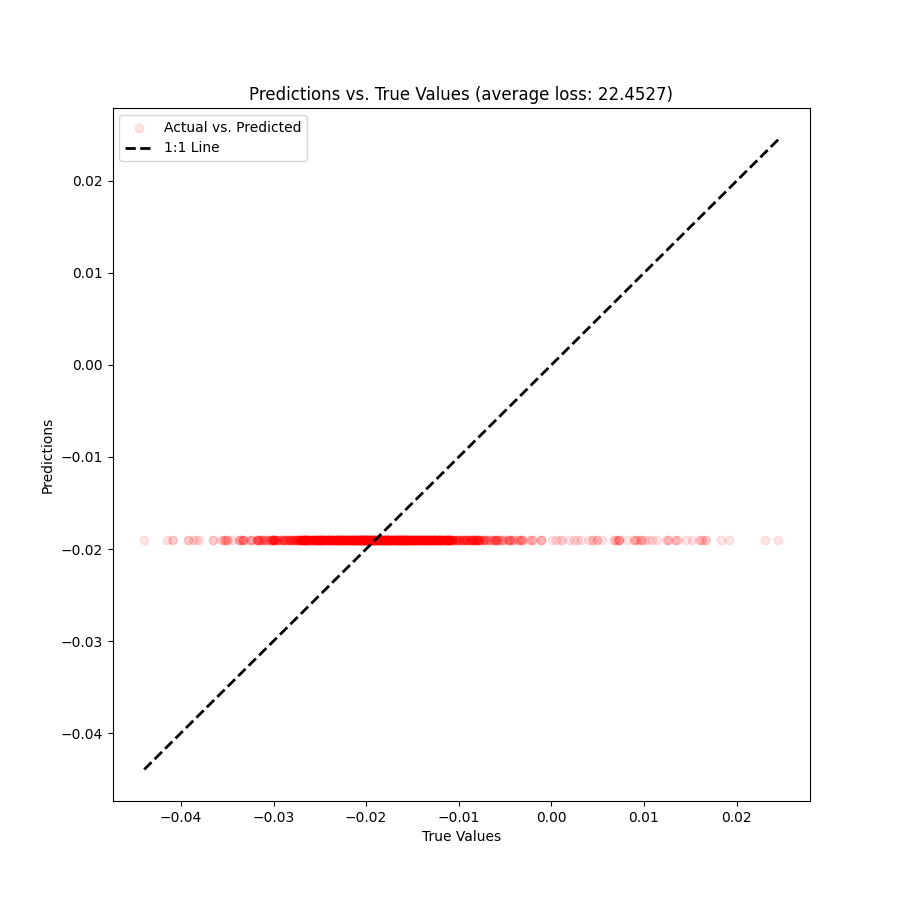 Predictions vs. True Values (average loss: 22.4527)
Actual vs. Predicted
1:1 Line
0.02
0.01
0.00
−0.01
−0.02
−0.03
−0.04
Predictions
−0.04 −0.03 −0.02 −0.01 0.00 0.01 0.02
True Values